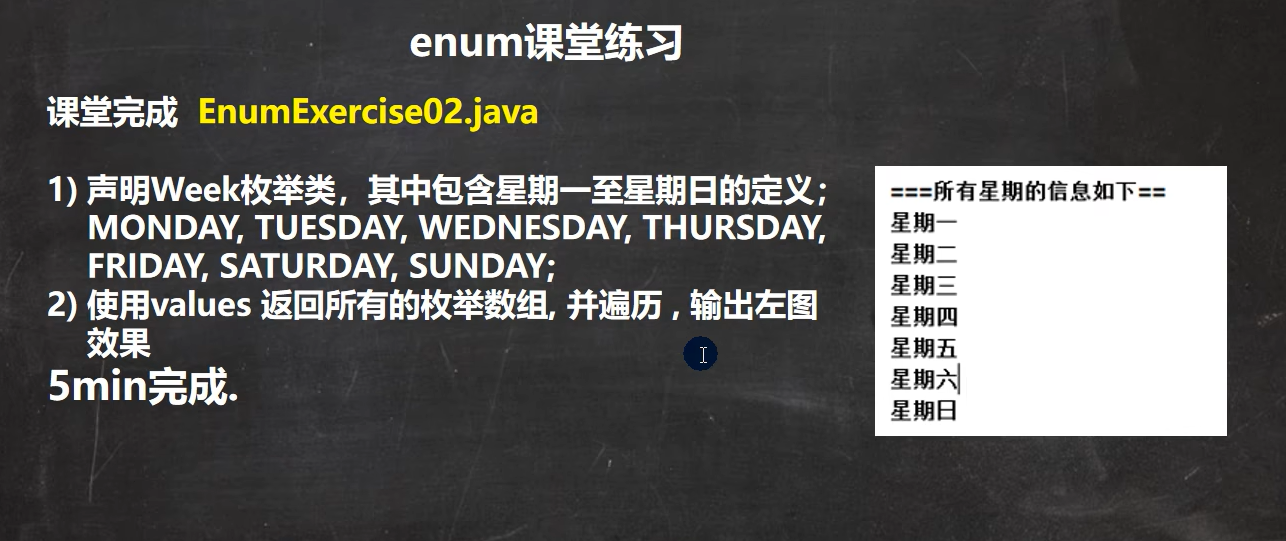 enum课堂练习
课堂完成 EnumExercise02.java
1) 声明Week枚举类，其中包含星期一至星期日的定义；
MONDAY, TUESDAY, WEDNESDAY, THURSDAY,
FRIDAY, SATURDAY, SUNDAY;
2) 使用values 返回所有的枚举数组, 并遍历 , 输出左图
效果
5min完成.
===所有星期的信息如下==
星期一
星期二
星期三
星期四
星期五
星期六
星期日